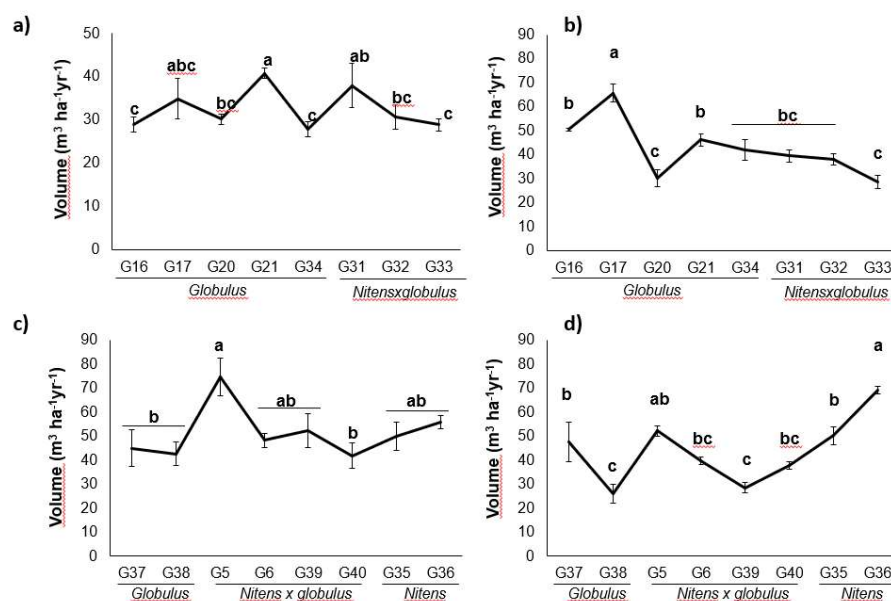 a)
Volume (m³ ha⁻¹yr⁻¹)
50
40
30
20
10
0
c
abc
bc
a
c
ab
bc
c
G16 G17 G20 G21 G34 G31 G32 G33
Globulus Nitensxglobulus
b)
Volume (m³ ha⁻¹yr⁻¹)
90
80
70
60
50
40
30
20
10
0
b
a
c
b
bc
c
G16 G17 G20 G21 G34 G31 G32 G33
Globulus Nitensxglobulus
c)
Volume (m³ ha⁻¹yr⁻¹)
90
80
70
60
50
40
30
20
10
0
b
a
ab
b
ab
G37 G38 G5 G6 G39 G40 G35 G36
Globulus Nitens x globulus Nitens
d)
Volume (m³ ha⁻¹yr⁻¹)
90
80
70
60
50
40
30
20
10
0
b
c
ab
bc
c
bc
b
a
G37 G38 G5 G6 G39 G40 G35 G36
Globulus Nitens x globulus Nitens